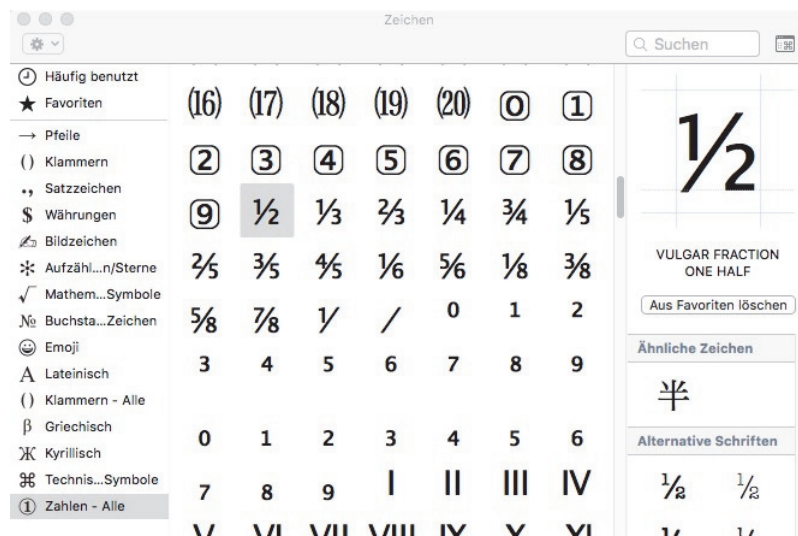 Zeichen
Suchen
Häufig benutzt
Favoriten
Pfeile
Klammern
Satzzeichen
Währungen
Bildzeichen
Aufzähl...n/Sterne
Mathem...Symbole
Buchsta...Zeichen
Emoji
Lateinisch
Klammern - Alle
Griechisch
Kyrillisch
Technis...Symbole
Zahlen - Alle
⒃ ⒄ ⒅ ⒆ ⒇ 0 1
2 3 4 5 6 7 8
9 ½ ⅓ ⅔ ¼ ¾ ⅕
⅖ ⅗ ⅘ ⅙ ⅚ ⅛ ⅜
⅝ ⅞ ⅟ ⁄ ⁰ ¹ ²
³ ⁴ ⁵ ⁶ ⁷ ⁸ ⁹
₀ ₁ ₂ ₃ ₄ ₅ ₆
₇ ₈ ₉ Ⅰ Ⅱ Ⅲ Ⅳ
Ⅴ Ⅵ Ⅶ Ⅷ Ⅸ Ⅹ Ⅺ
½
VULGAR FRACTION
ONE HALF
Aus Favoriten löschen
Ähnliche Zeichen
半
Alternative Schriften
½ ½